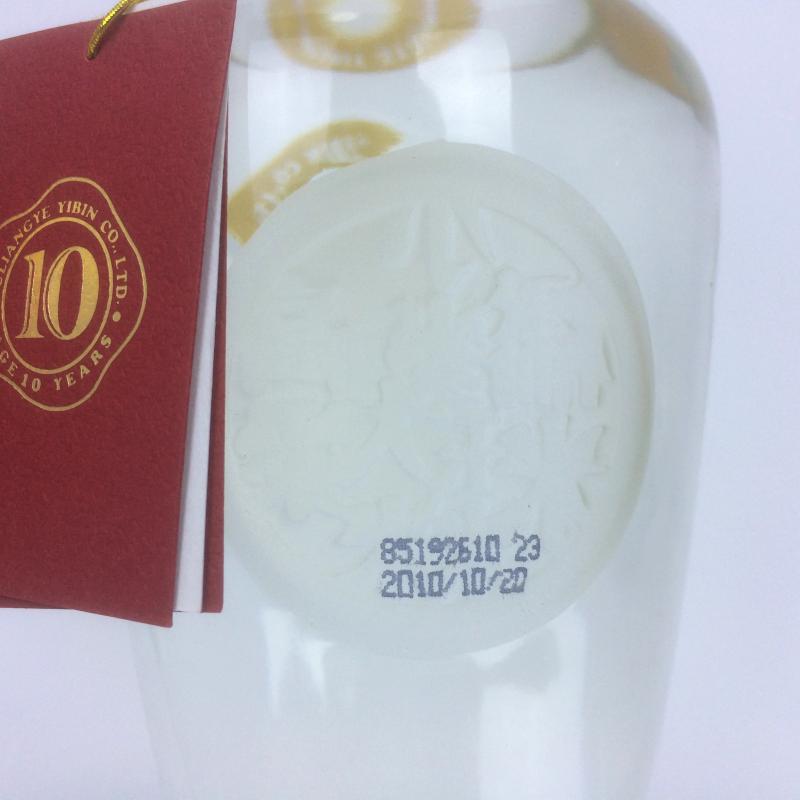 LIANGYE YIBIN CO.,LTD.
10
GE 10 YEARS
85192610 23
2010/10/20